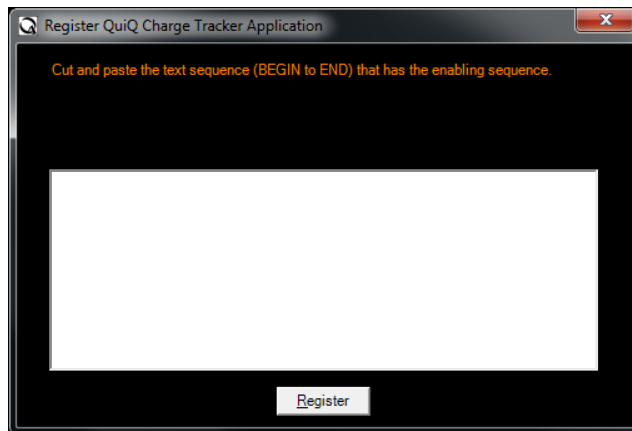 Register QuiQ Charge Tracker Application
Cut and paste the text sequence (BEGIN to END) that has the enabling sequence.
Register